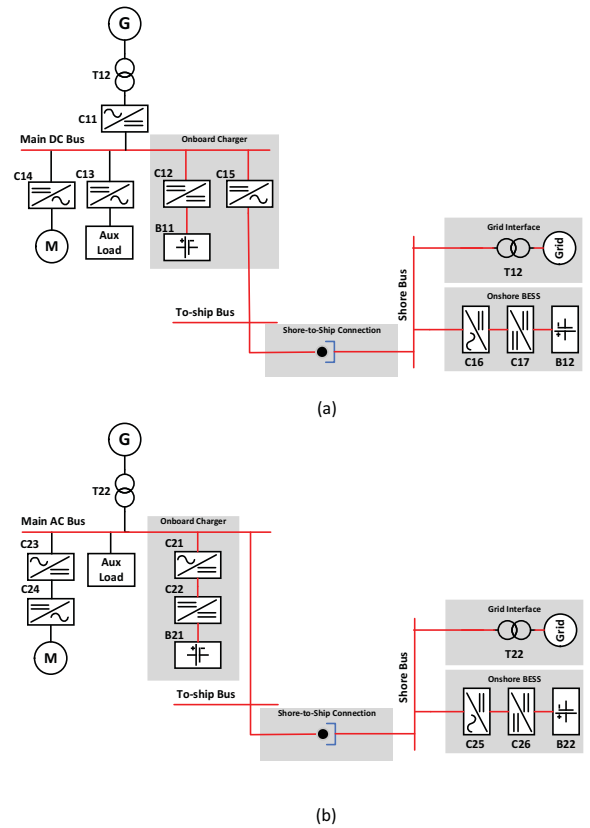 G
T12
C11
Main DC Bus
Onboard Charger
C14
C13
C12
C15
M
Aux
Load
B11
Grid Interface
Grid
T12
Shore Bus
To-ship Bus
Shore-to-Ship Connection
Onshore BESS
C16
C17
B12
(a)
G
T22
Main AC Bus
Onboard Charger
C23
Aux
Load
C21
C24
C22
M
B21
Grid Interface
Grid
T22
Shore Bus
To-ship Bus
Shore-to-Ship Connection
Onshore BESS
C25
C26
B22
(b)